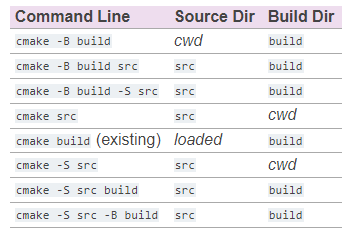 Command Line Source Dir Build Dir
cmake -B build cwd build
cmake -B build src src build
cmake -B build -S src src build
cmake src src cwd
cmake build (existing) loaded build
cmake -S src src cwd
cmake -S src build src build
cmake -S src -B build src build